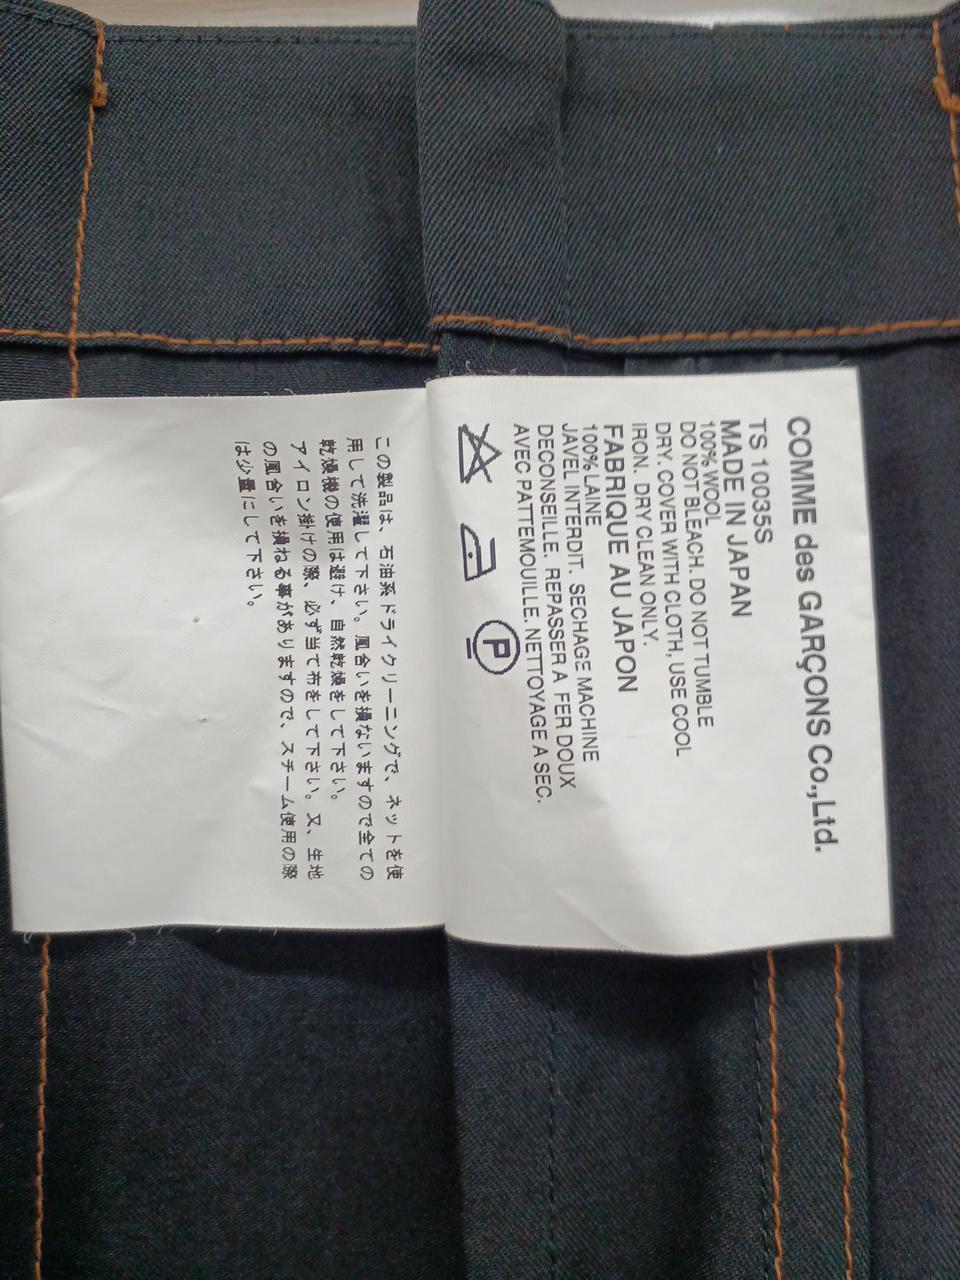 COMME des GARÇONS Co.,Ltd.
TS 10035S
MADE IN JAPAN
100% WOOL
DO NOT BLEACH. DO NOT TUMBLE
DRY. COVER WITH CLOTH, USE COOL
IRON. DRY CLEAN ONLY.
FABRIQUE AU JAPON
100% LAINE
JAVEL INTERDIT. SECHAGE MACHINE
DECONSEILLE. REPASSER A FER DOUX
AVEC PATTEMOUILLE. NETTOYAGE A SEC.
P
この製品は、石油系ドライクリーニングで、ネットを使
用して洗濯して下さい。風合いを損ないますので全ての
乾燥機の使用は避け、自然乾燥をして下さい。
アイロン掛けの際、必ず当て布をして下さい。又、生地
の風合いを損ねる事がありますので、スチーム使用の際
は少量にして下さい。